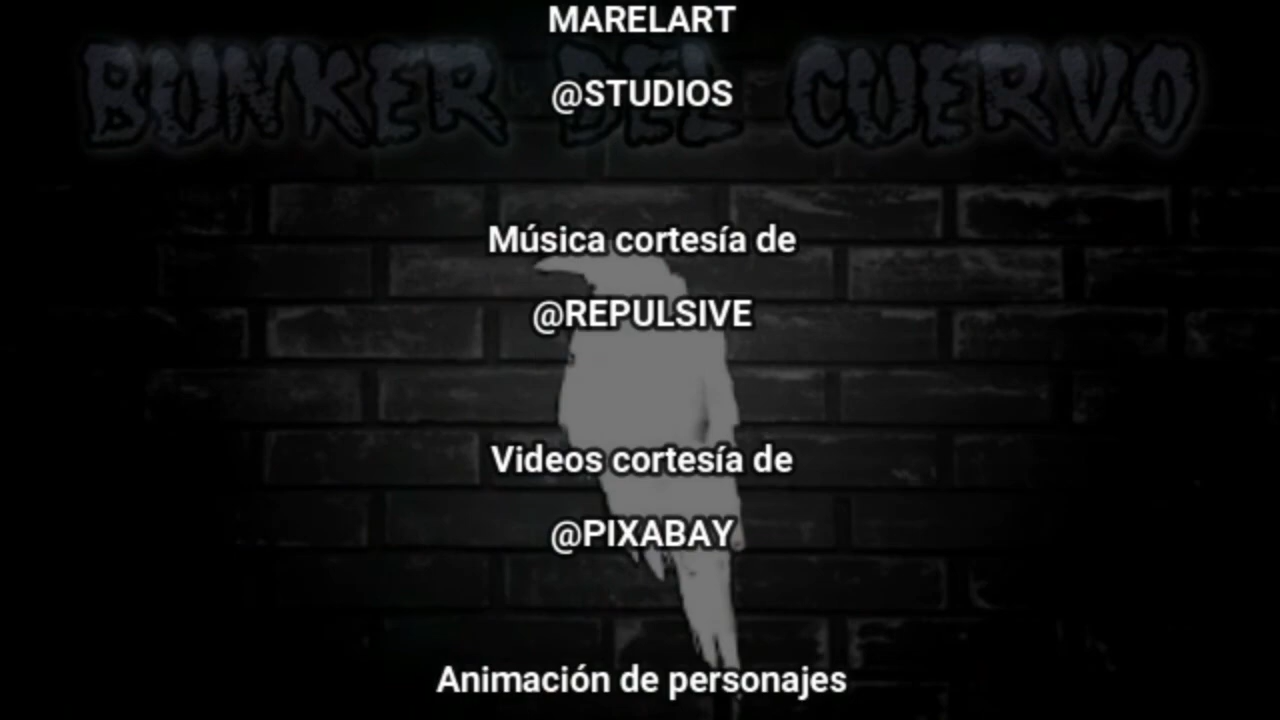 MARELART
BUNKER DEL CUERVO
@STUDIOS
Música cortesía de
@REPULSIVE
Videos cortesía de
@PIXABAY
Animación de personajes